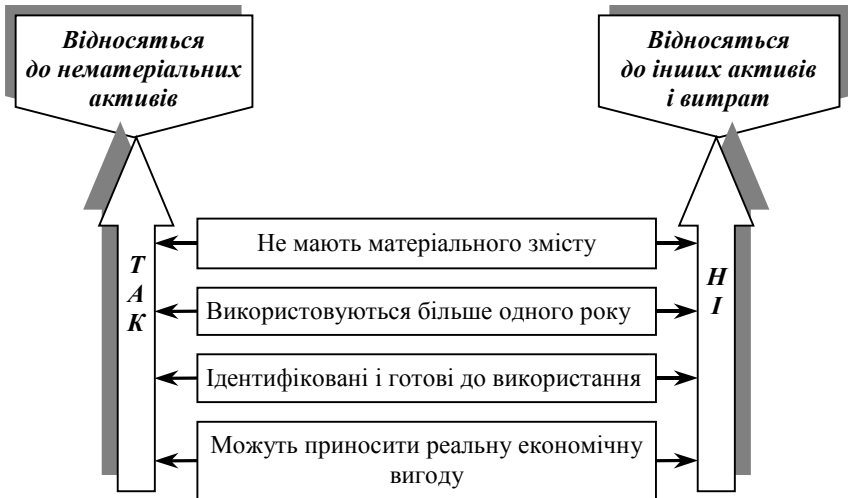 Відносяться
до нематеріальних
активів
Відносяться
до інших активів
і витрат
Не мають матеріального змісту
Т
А
К
Н
І
Використовуються більше одного року
Ідентифіковані і готові до використання
Можуть приносити реальну економічну
вигоду